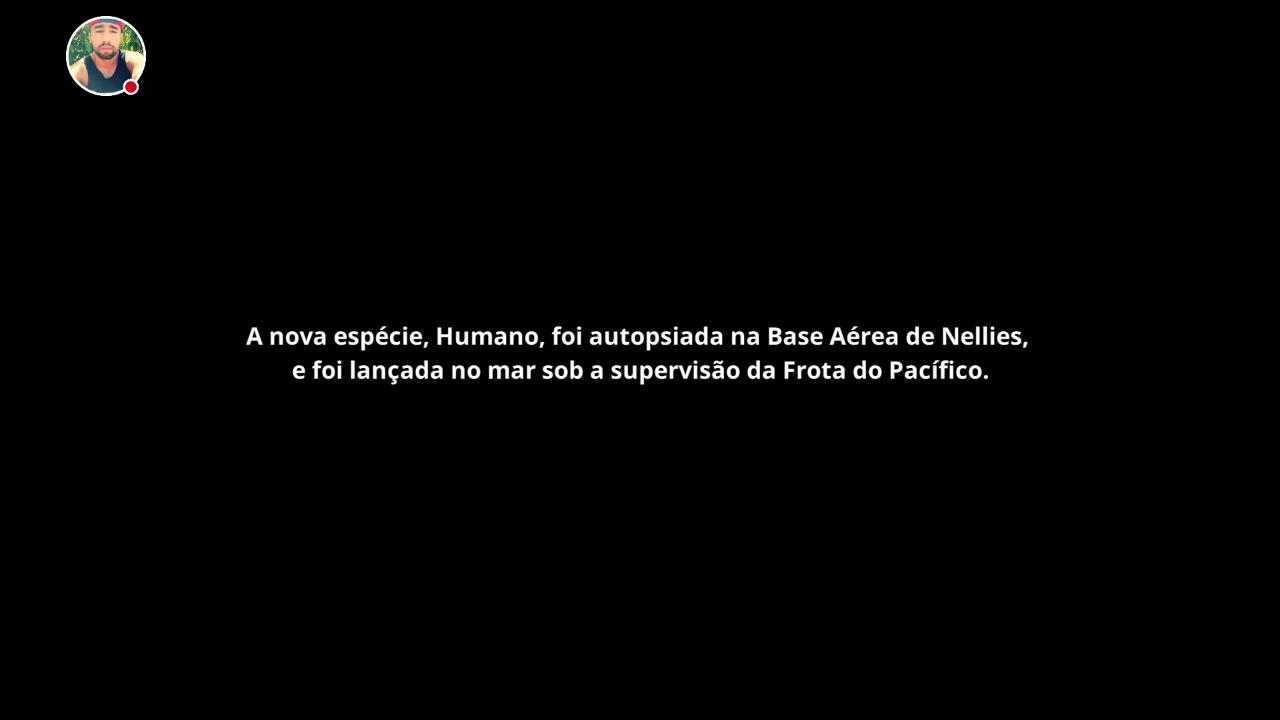 A nova espécie, Humano, foi autopsiada na Base Aérea de Nellies,
e foi lançada no mar sob a supervisão da Frota do Pacífico.